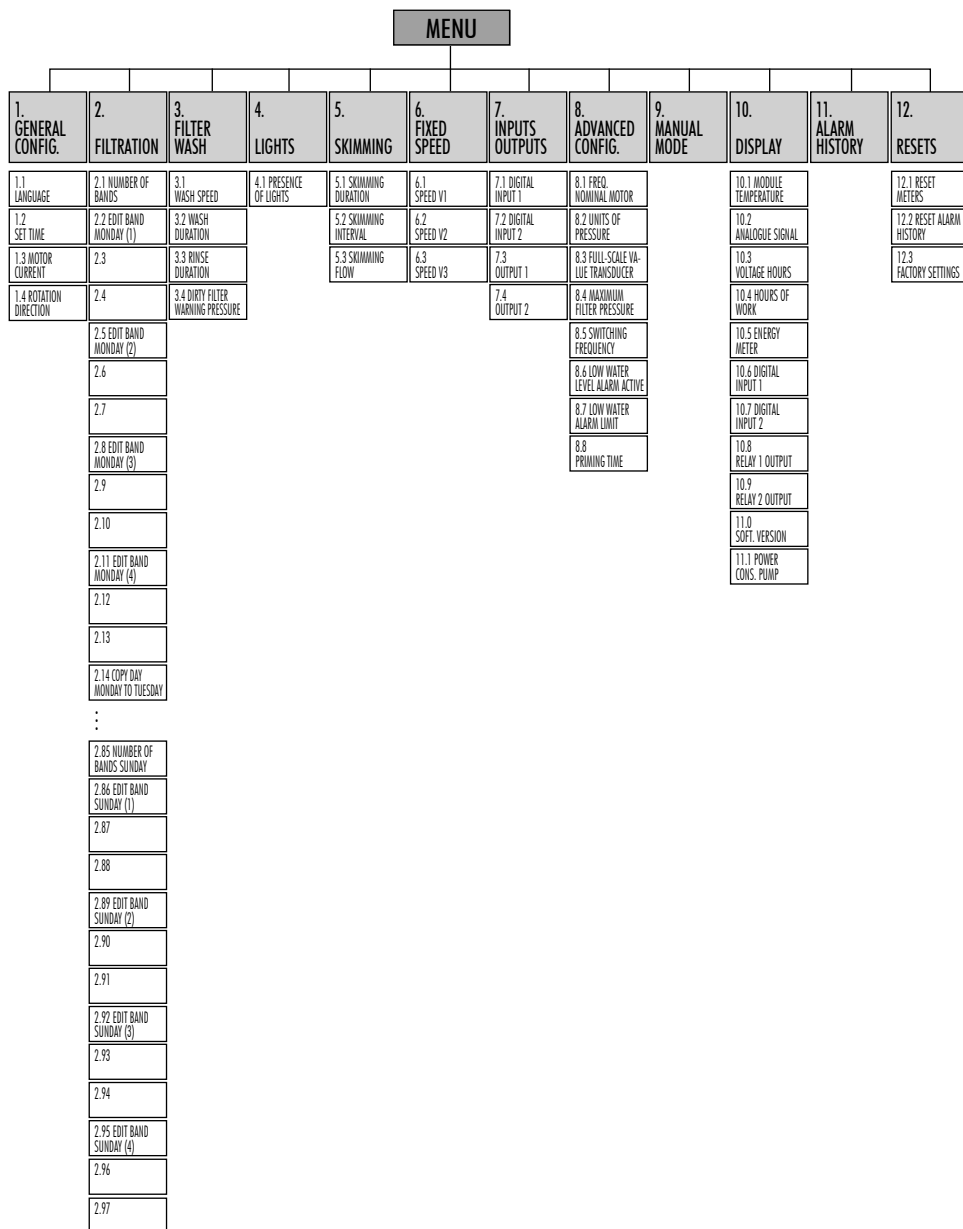 MENU
1.
GENERAL
CONFIG.
2.
FILTRATION
3.
FILTER
WASH
4.
LIGHTS
5.
SKIMMING
6.
FIXED
SPEED
7.
INPUTS
OUTPUTS
8.
ADVANCED
CONFIG.
9.
MANUAL
MODE
10.
DISPLAY
11.
ALARM
HISTORY
12.
RESETS
1.1
LANGUAGE
1.2
SET TIME
1.3 MOTOR
CURRENT
1.4 ROTATION
DIRECTION
2.1 NUMBER OF
BANDS
2.2 EDIT BAND
MONDAY (1)
2.3
2.4
2.5 EDIT BAND
MONDAY (2)
2.6
2.7
2.8 EDIT BAND
MONDAY (3)
2.9
2.10
2.11 EDIT BAND
MONDAY (4)
2.12
2.13
2.14 COPY DAY
MONDAY TO TUESDAY
⋮
2.85 NUMBER OF
BANDS SUNDAY
2.86 EDIT BAND
SUNDAY (1)
2.87
2.88
2.89 EDIT BAND
SUNDAY (2)
2.90
2.91
2.92 EDIT BAND
SUNDAY (3)
2.93
2.94
2.95 EDIT BAND
SUNDAY (4)
2.96
2.97
3.1
WASH SPEED
3.2 WASH
DURATION
3.3 RINSE
DURATION
3.4 DIRTY FILTER
WARNING PRESSURE
4.1 PRESENCE
OF LIGHTS
5.1 SKIMMING
DURATION
5.2 SKIMMING
INTERVAL
5.3 SKIMMING
FLOW
6.1
SPEED V1
6.2
SPEED V2
6.3
SPEED V3
7.1 DIGITAL
INPUT 1
7.2 DIGITAL
INPUT 2
7.3
OUTPUT 1
7.4
OUTPUT 2
8.1 FREQ.
NOMINAL MOTOR
8.2 UNITS OF
PRESSURE
8.3 FULL-SCALE VA-
LUE TRANSDUCER
8.4 MAXIMUM
FILTER PRESSURE
8.5 SWITCHING
FREQUENCY
8.6 LOW WATER
LEVEL ALARM ACTIVE
8.7 LOW WATER
ALARM LIMIT
8.8
PRIMING TIME
10.1 MODULE
TEMPERATURE
10.2
ANALOGUE SIGNAL
10.3
VOLTAGE HOURS
10.4 HOURS OF
WORK
10.5 ENERGY
METER
10.6 DIGITAL
INPUT 1
10.7 DIGITAL
INPUT 2
10.8
RELAY 1 OUTPUT
10.9
RELAY 2 OUTPUT
11.0
SOFT. VERSION
11.1 POWER
CONS. PUMP
12.1 RESET
METERS
12.2 RESET ALARM
HISTORY
12.3
FACTORY SETTINGS